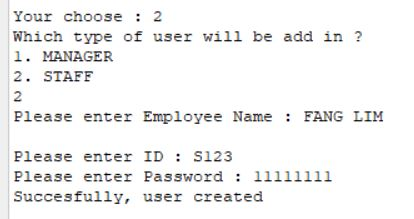 Your choose : 2
Which type of user will be add in ?
1. MANAGER
2. STAFF
2
Please enter Employee Name : FANG LIM
Please enter ID : S123
Please enter Password : 11111111
Succesfully, user created